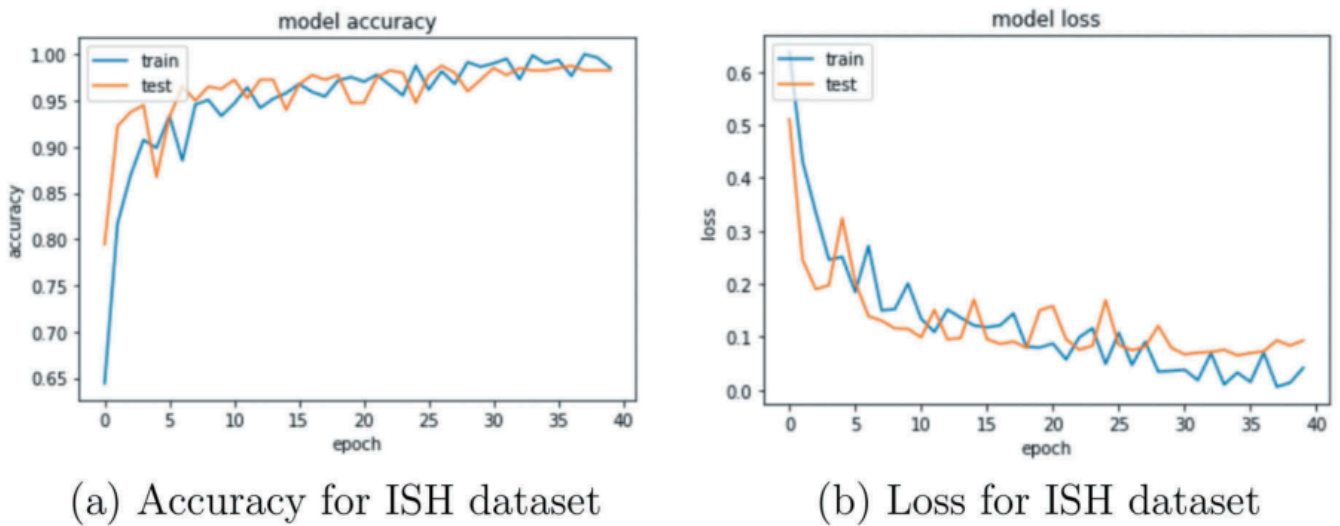 model accuracy
train
test
1.00
0.95
0.90
0.85
0.80
0.75
0.70
0.65
accuracy
0 5 10 15 20 25 30 35 40
epoch
(a) Accuracy for ISH dataset
model loss
train
test
0.6
0.5
0.4
0.3
0.2
0.1
0.0
loss
0 5 10 15 20 25 30 35 40
epoch
(b) Loss for ISH dataset